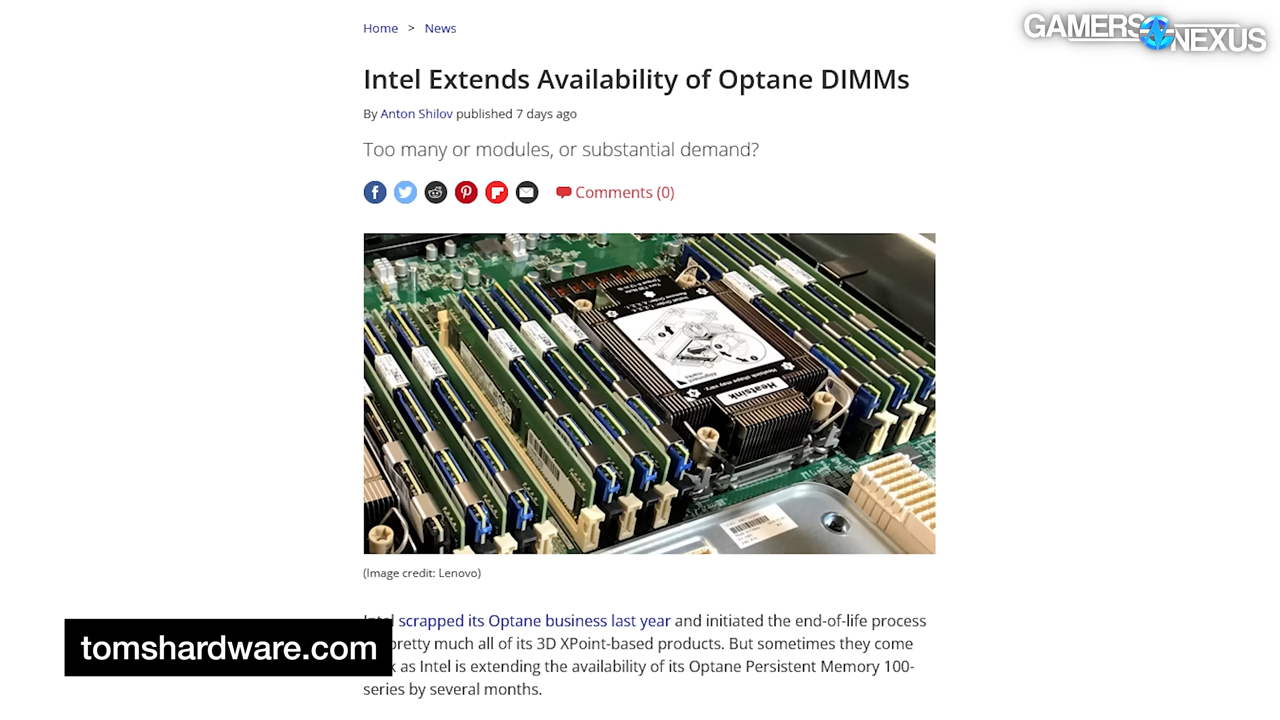 GAMERS NEXUS
Home > News
Intel Extends Availability of Optane DIMMs
By Anton Shilov published 7 days ago
Too many or modules, or substantial demand?
Comments (0)
Heatsink
(Image credit: Lenovo)
scrapped its Optane business last year and initiated the end-of-life process
pretty much all of its 3D XPoint-based products. But sometimes they come
as Intel is extending the availability of its Optane Persistent Memory 100-
series by several months.
tomshardware.com